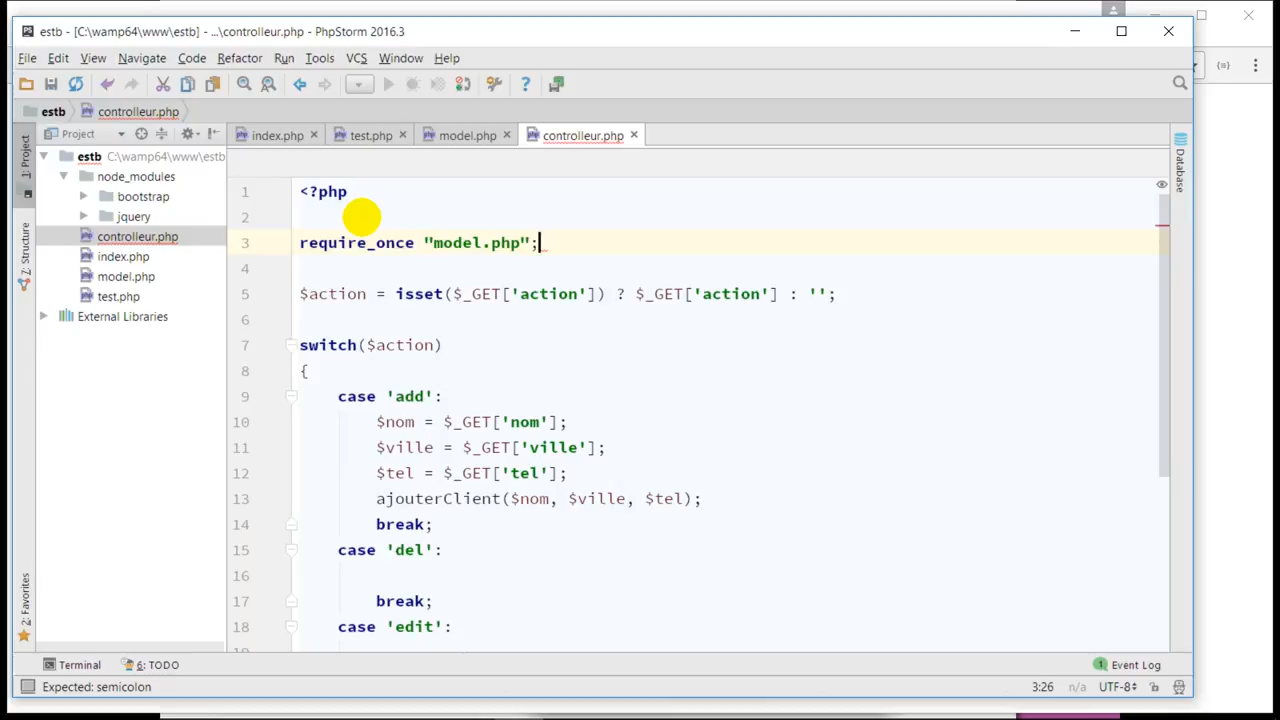 estb - [C:\wamp64\www\estb] - ...\controlleur.php - PhpStorm 2016.3
File Edit View Navigate Code Refactor Run Tools VCS Window Help
estb controlleur.php
Project index.php test.php model.php controlleur.php
1: Project
Z: Structure
2: Favorites
Database
estb C:\wamp64\www\estb
node_modules
bootstrap
jquery
controlleur.php
index.php
model.php
test.php
External Libraries
1 <?php
2
3 require_once "model.php";
4
5 $action = isset($_GET['action']) ? $_GET['action'] : '';
6
7 switch($action)
8 {
9 case 'add':
10 $nom = $_GET['nom'];
11 $ville = $_GET['ville'];
12 $tel = $_GET['tel'];
13 ajouterClient($nom, $ville, $tel);
14 break;
15 case 'del':
16
17 break;
18 case 'edit':
Terminal 6: TODO 1 Event Log
Expected: semicolon 3:26 n/a UTF-8